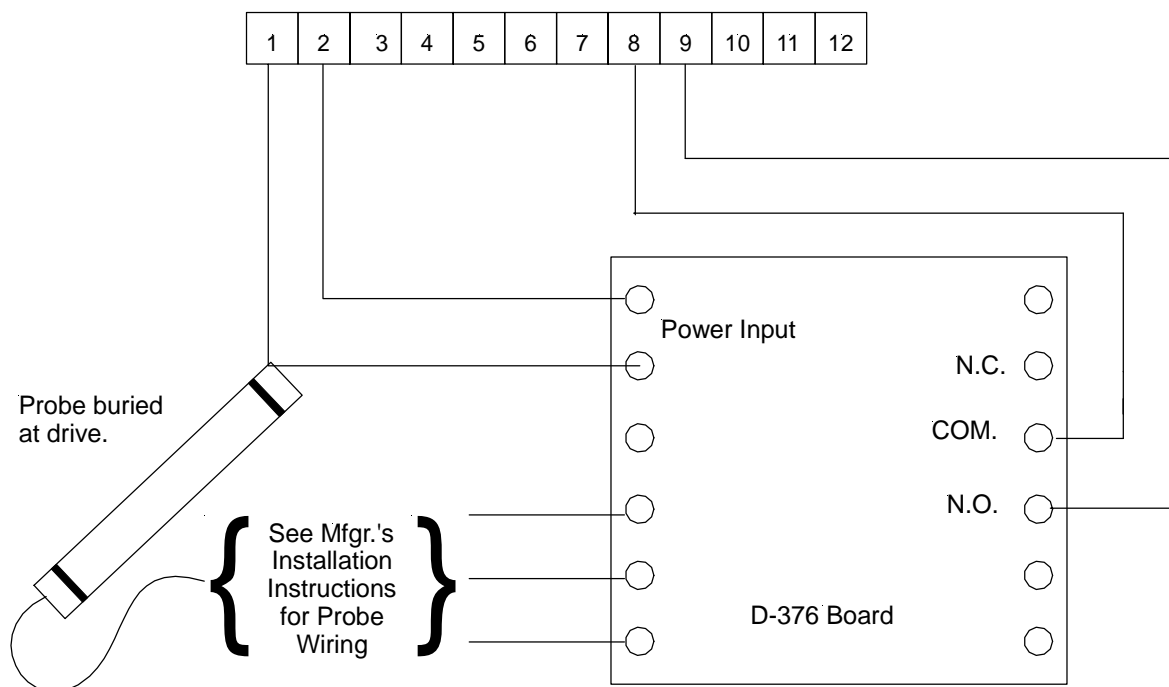 1 2 3 4 5 6 7 8 9 10 11 12
Power Input
N.C.
Probe buried
at drive.
COM.
N.O.
See Mfgr.'s
Installation
Instructions
for Probe
Wiring
D-376 Board